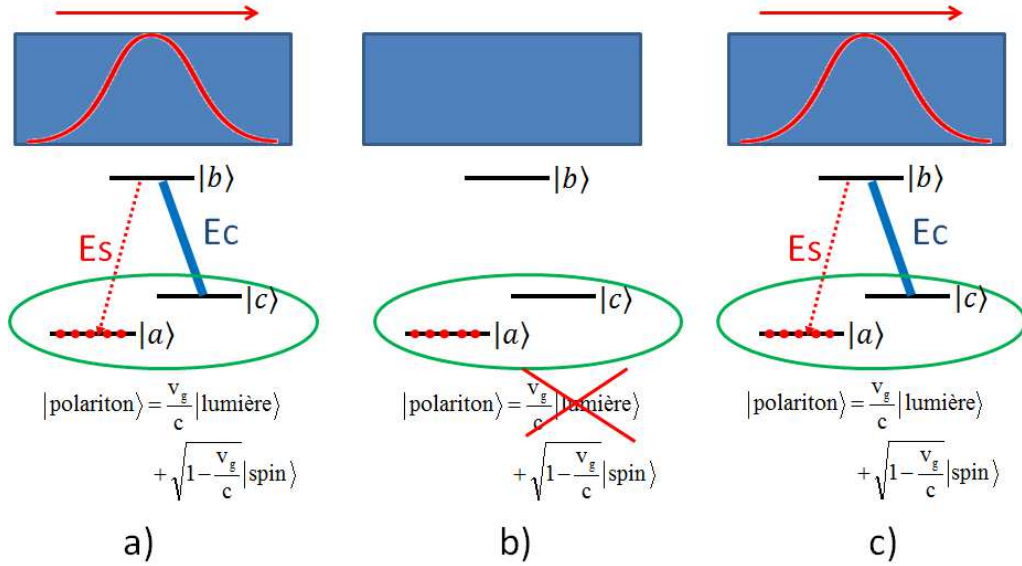 |b⟩
Es
Ec
|c⟩
|a⟩
|polariton⟩ = v_g/c |lumière⟩
+ √(1 − v_g/c) |spin⟩
a)
|b⟩
|c⟩
|a⟩
|polariton⟩ = v_g/c |lumière⟩
+ √(1 − v_g/c) |spin⟩
b)
|b⟩
Es
Ec
|c⟩
|a⟩
|polariton⟩ = v_g/c |lumière⟩
+ √(1 − v_g/c) |spin⟩
c)